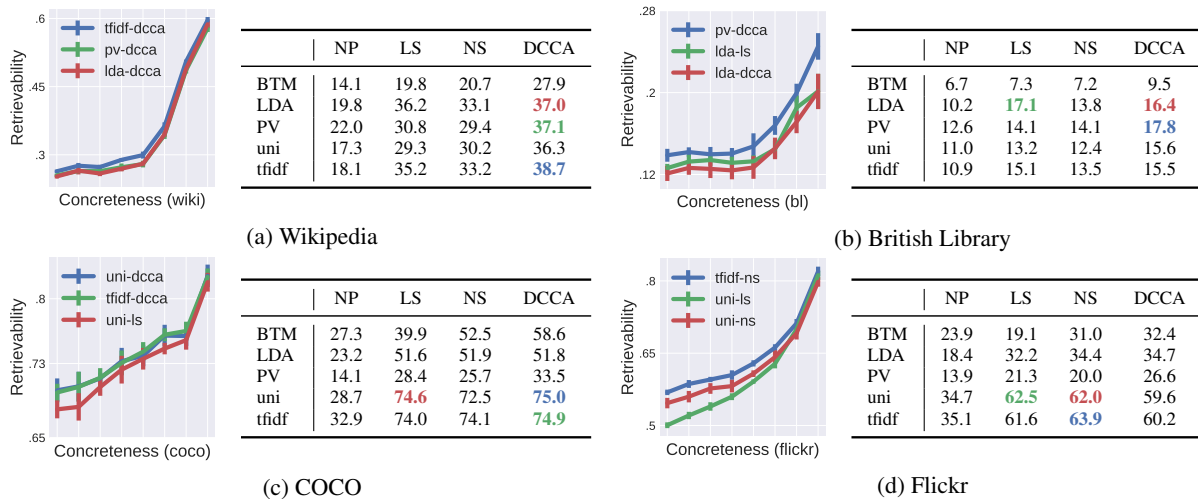 .6
.45
.3
Retrievability
tfidf-dcca
pv-dcca
lda-dcca
Concreteness (wiki)
NP LS NS DCCA
BTM 14.1 19.8 20.7 27.9
LDA 19.8 36.2 33.1 37.0
PV 22.0 30.8 29.4 37.1
uni 17.3 29.3 30.2 36.3
tfidf 18.1 35.2 33.2 38.7
(a) Wikipedia
.28
.2
.12
Retrievability
pv-dcca
lda-ls
lda-dcca
Concreteness (bl)
NP LS NS DCCA
BTM 6.7 7.3 7.2 9.5
LDA 10.2 17.1 13.8 16.4
PV 12.6 14.1 14.1 17.8
uni 11.0 13.2 12.4 15.6
tfidf 10.9 15.1 13.5 15.5
(b) British Library
.8
.73
.65
Retrievability
uni-dcca
tfidf-dcca
uni-ls
Concreteness (coco)
NP LS NS DCCA
BTM 27.3 39.9 52.5 58.6
LDA 23.2 51.6 51.9 51.8
PV 14.1 28.4 25.7 33.5
uni 28.7 74.6 72.5 75.0
tfidf 32.9 74.0 74.1 74.9
(c) COCO
.8
.65
.5
Retrievability
tfidf-ns
uni-ls
uni-ns
Concreteness (flickr)
NP LS NS DCCA
BTM 23.9 19.1 31.0 32.4
LDA 18.4 32.2 34.4 34.7
PV 13.9 21.3 20.0 26.6
uni 34.7 62.5 62.0 59.6
tfidf 35.1 61.6 63.9 60.2
(d) Flickr